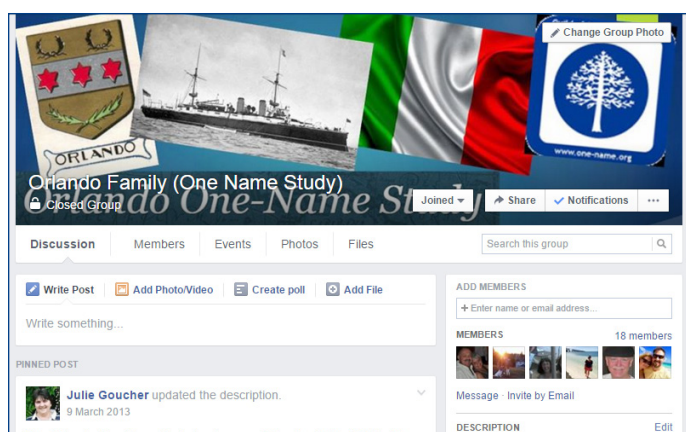 Change Group Photo
ORLANDO
www.one-name.org
Orlando Family (One Name Study)
Closed Group
Orlando One-Name Study
Joined
Share
Notifications
Discussion Members Events Photos Files
Search this group
Write Post Add Photo/Video Create poll Add File
Write something...
ADD MEMBERS
+ Enter name or email address...
MEMBERS 18 members
Message · Invite by Email
PINNED POST
Julie Goucher updated the description.
9 March 2013
DESCRIPTION Edit